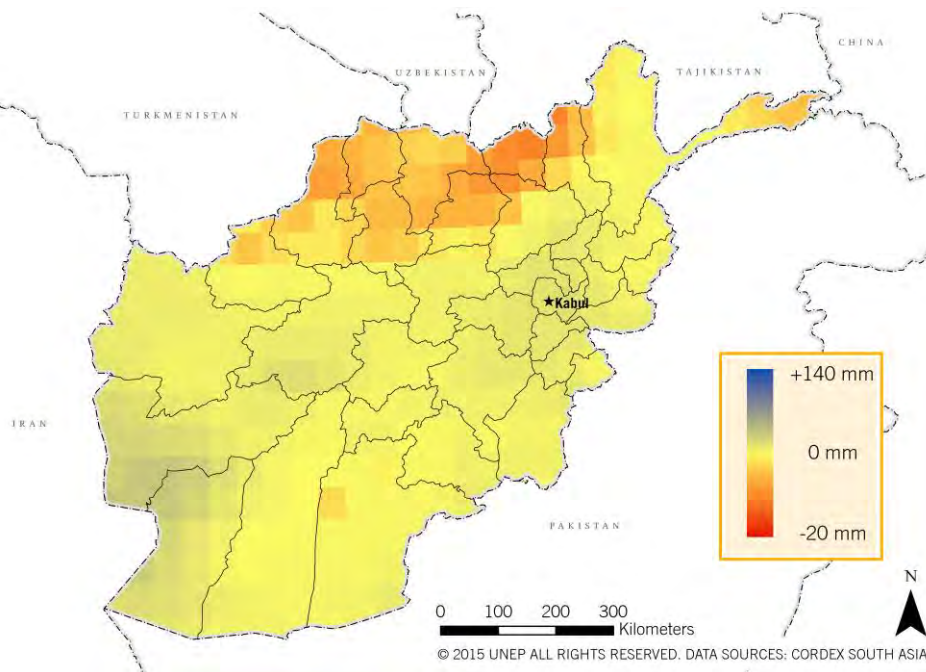 CHINA
UZBEKISTAN
TAJIKISTAN
TURKMENISTAN
★Kabul
+140 mm
IRAN
0 mm
PAKISTAN
-20 mm
N
0 100 200 300
Kilometers
© 2015 UNEP ALL RIGHTS RESERVED. DATA SOURCES: CORDEX SOUTH ASIA